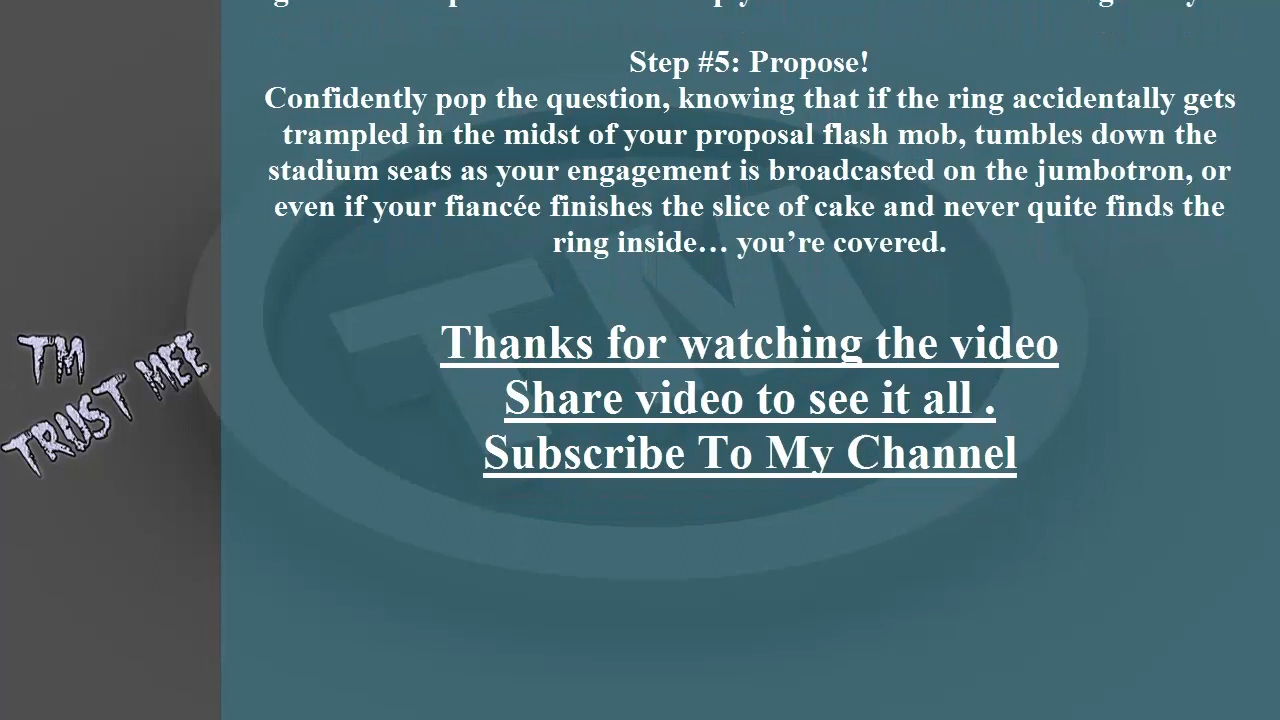 Step #5: Propose!
Confidently pop the question, knowing that if the ring accidentally gets
trampled in the midst of your proposal flash mob, tumbles down the
stadium seats as your engagement is broadcasted on the jumbotron, or
even if your fiancée finishes the slice of cake and never quite finds the
ring inside… you’re covered.
Thanks for watching the video
Share video to see it all .
Subscribe To My Channel
TM
TRUST MEE
TM